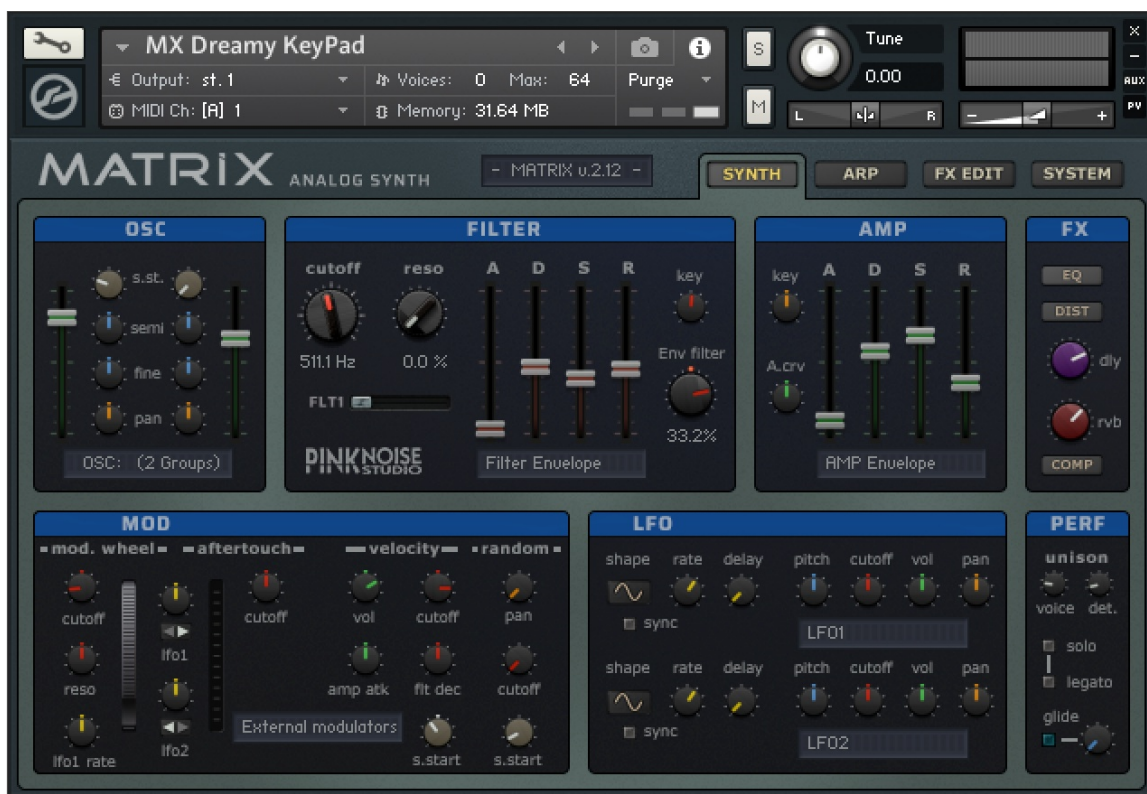 MX Dreamy KeyPad
i
S
Tune
X
–
Output: st. 1
Voices: 0 Max: 64
Purge
0.00
AUX
MIDI Ch: [A] 1
Memory: 31.64 MB
M
L
R
–
+
PV
MATRiX ANALOG SYNTH
- MATRIX v.2.12 -
SYNTH
ARP
FX EDIT
SYSTEM
OSC
s.st.
semi
fine
pan
OSC: (2 Groups)
FILTER
cutoff
reso
A D S R
key
511.1 Hz
0.0 %
Env filter
FLT1
33.2%
PINKNOISE
STUDIO
Filter Envelope
AMP
key
A D S R
A.crv
AMP Envelope
FX
EQ
DIST
dly
rvb
COMP
MOD
mod. wheel
aftertouch
velocity
random
cutoff
lfo1
cutoff
vol
cutoff
pan
reso
amp atk
flt dec
cutoff
lfo1 rate
lfo2
External modulators
s.start
s.start
LFO
shape rate delay pitch cutoff vol pan
sync
LFO1
shape rate delay pitch cutoff vol pan
sync
LFO2
PERF
unison
voice det.
solo
legato
glide